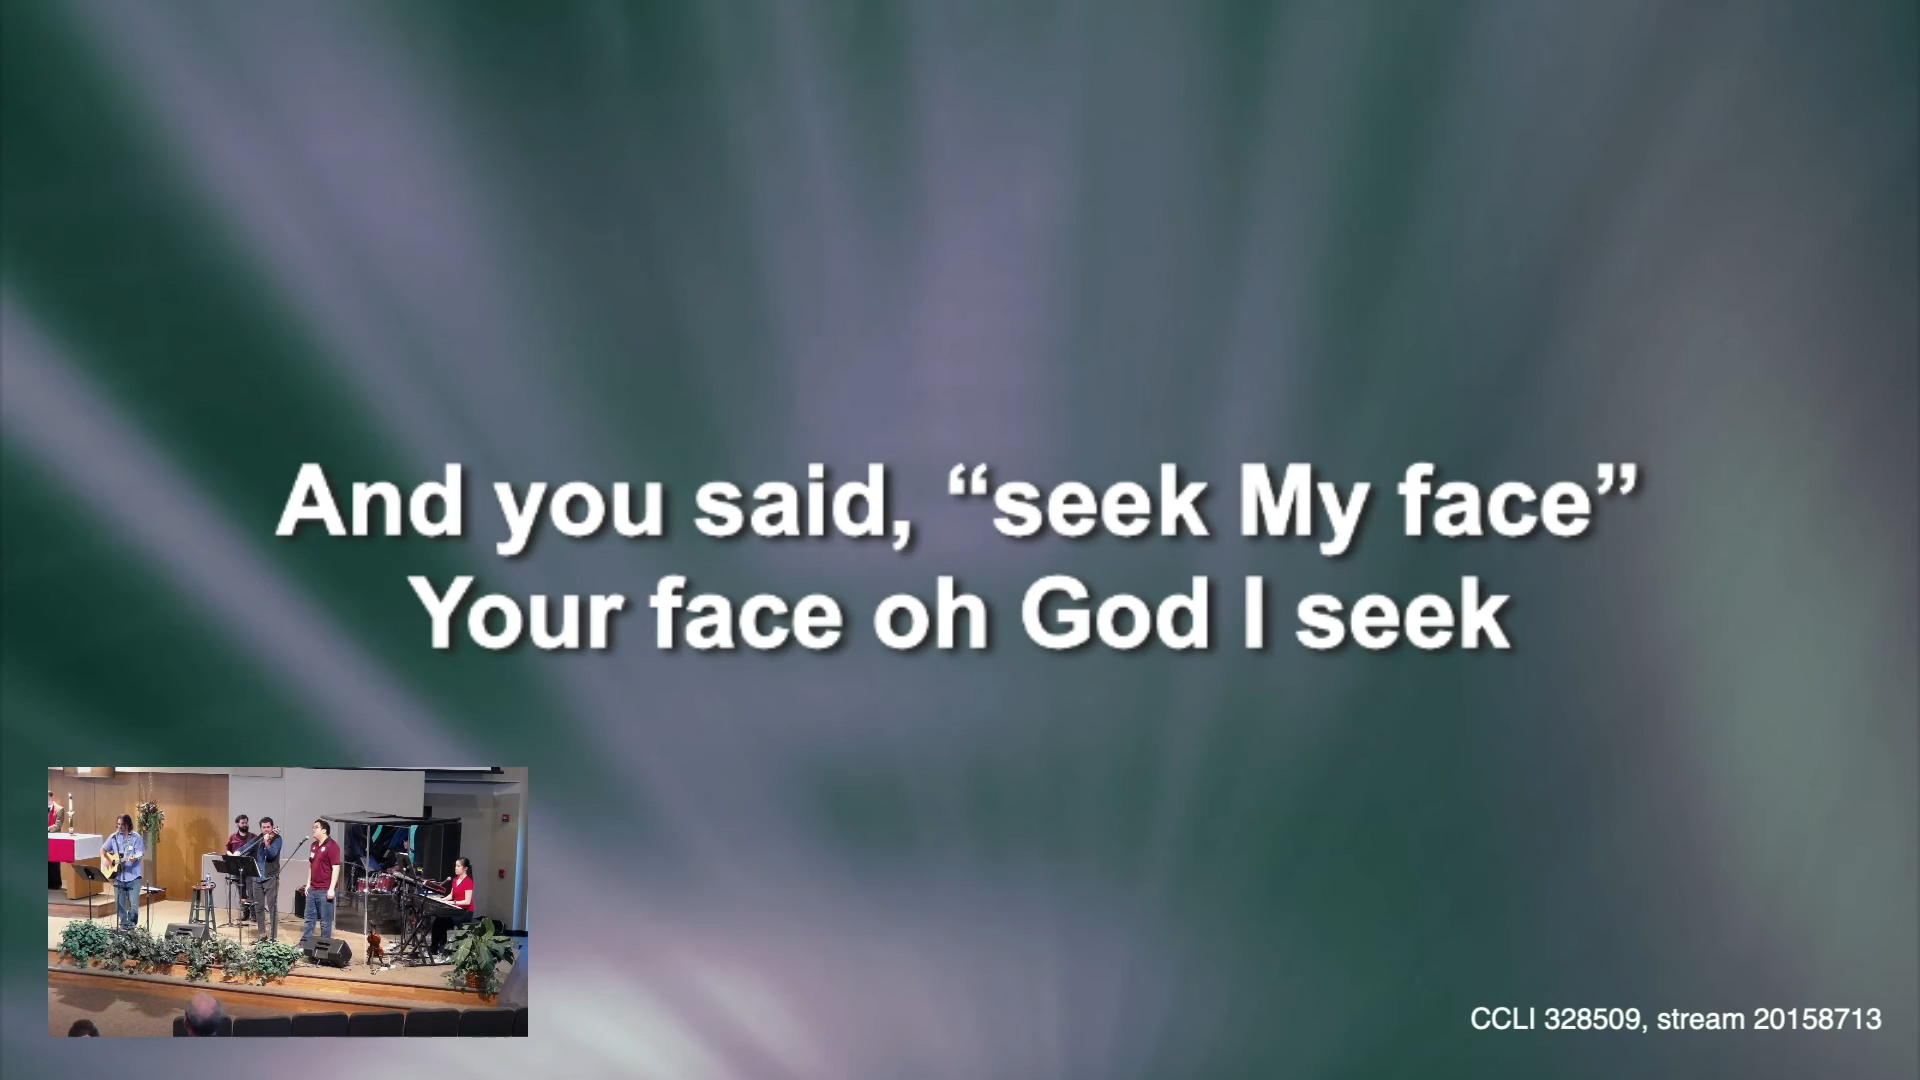 And you said, “seek My face”
Your face oh God I seek
CCLI 328509, stream 20158713